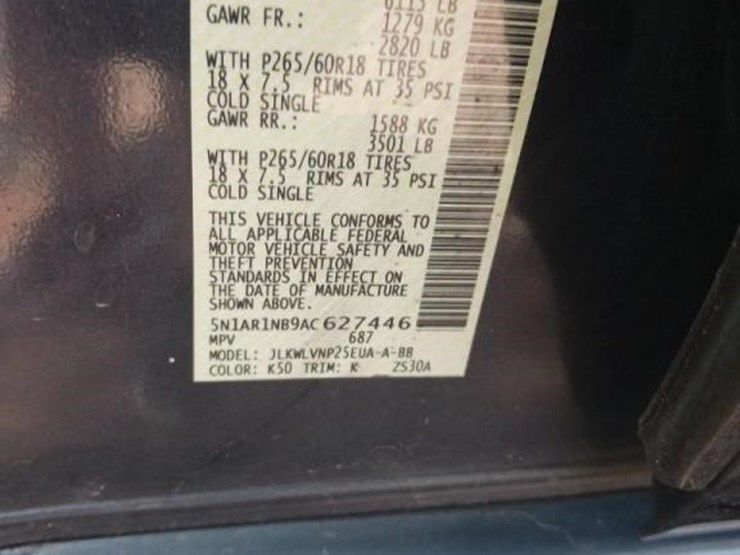 6115 LB
GAWR FR.: 1279 KG
2820 LB
WITH P265/60R18 TIRES
18 X 7.5 RIMS AT 35 PSI
COLD SINGLE
GAWR RR.: 1588 KG
3501 LB
WITH P265/60R18 TIRES
18 X 7.5 RIMS AT 35 PSI
COLD SINGLE
THIS VEHICLE CONFORMS TO
ALL APPLICABLE FEDERAL
MOTOR VEHICLE SAFETY AND
THEFT PREVENTION
STANDARDS IN EFFECT ON
THE DATE OF MANUFACTURE
SHOWN ABOVE.
5N1AR1NB9AC627446
MPV 687
MODEL: JLKWLVNP25EUA-A-BB
COLOR: K50 TRIM: K ZS30A